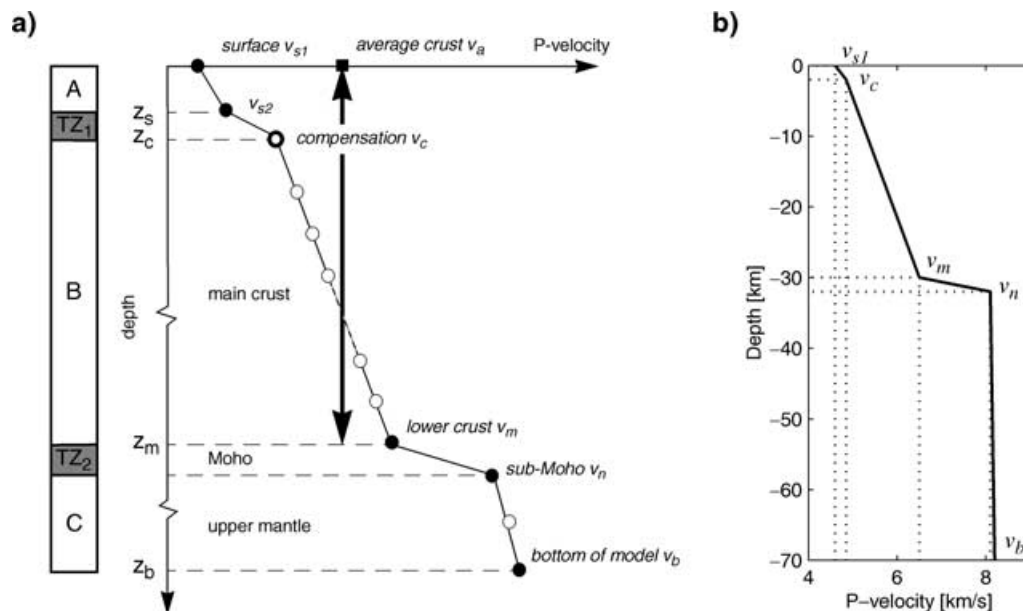 a)
surface v_s1
average crust v_a
P-velocity
A
TZ_1
B
TZ_2
C
depth
z_s
z_c
z_m
z_b
v_s2
compensation v_c
main crust
lower crust v_m
Moho
sub-Moho v_n
upper mantle
bottom of model v_b
b)
v_s1
v_c
v_m
v_n
v_b
0
−10
−20
−30
−40
−50
−60
−70
Depth [km]
4
6
8
P−velocity [km/s]